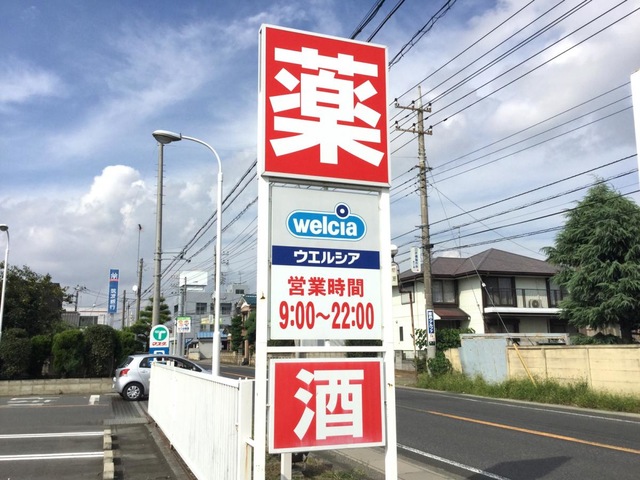 薬
welcia
ウエルシア
営業時間
9:00〜22:00
酒